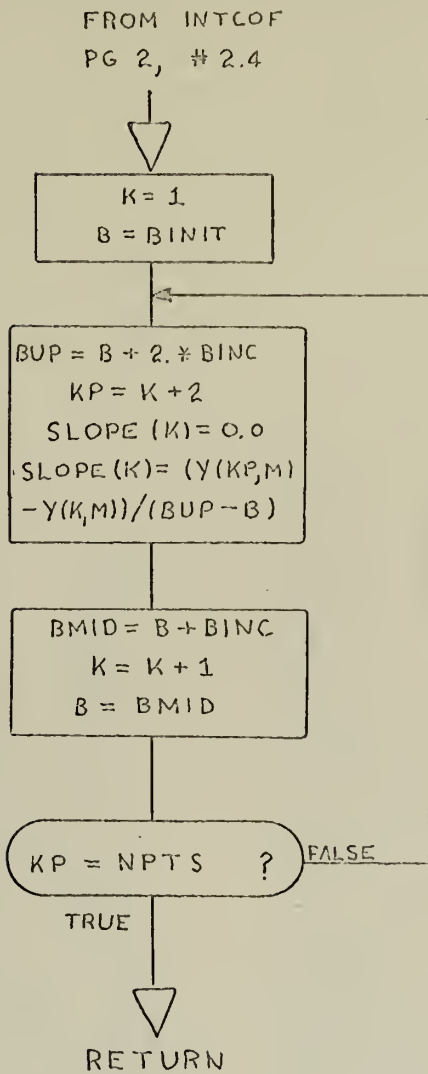 FROM INTCOF
PG 2, # 2.4
K = 1
B = BINIT
BUP = B + 2.* BINC
KP = K + 2
SLOPE (K) = 0.0
SLOPE(K) = (Y(KP,M)
-Y(K,M))/(BUP-B)
BMID = B + BINC
K = K + 1
B = BMID
KP = NPTS ?
FALSE
TRUE
RETURN